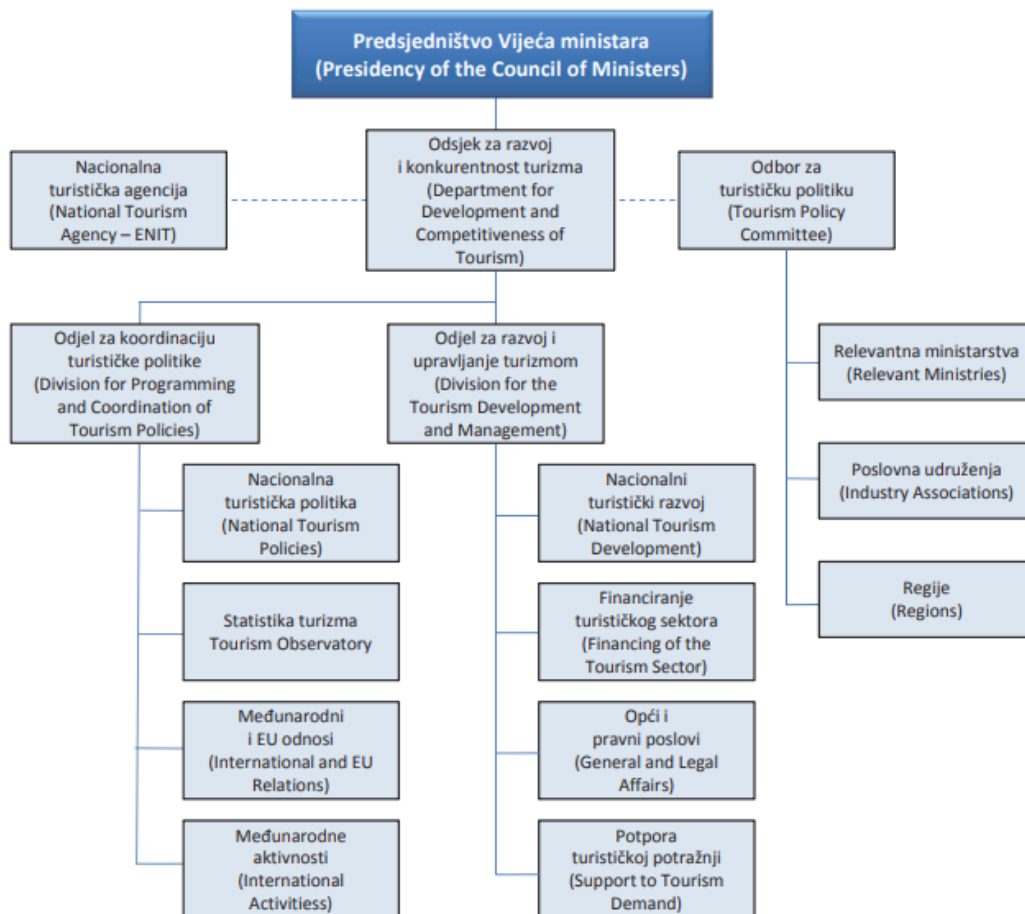 Predsjedništvo Vijeća ministara
(Presidency of the Council of Ministers)
Nacionalna
turistička agencija
(National Tourism
Agency – ENIT)
Odsjek za razvoj
i konkurentnost turizma
(Department for
Development and
Competitiveness of
Tourism)
Odbor za
turističku politiku
(Tourism Policy
Committee)
Odjel za koordinaciju
turističke politike
(Division for Programming
and Coordination of
Tourism Policies)
Odjel za razvoj i
upravljanje turizmom
(Division for the
Tourism Development
and Management)
Relevantna ministarstva
(Relevant Ministries)
Poslovna udruženja
(Industry Associations)
Regije
(Regions)
Nacionalna
turistička politika
(National Tourism
Policies)
Statistika turizma
Tourism Observatory
Međunarodni
i EU odnosi
(International and EU
Relations)
Međunarodne
aktivnosti
(International
Activitiess)
Nacionalni
turistički razvoj
(National Tourism
Development)
Financiranje
turističkog sektora
(Financing of the
Tourism Sector)
Opći i
pravni poslovi
(General and Legal
Affairs)
Potpora
turističkoj potražnji
(Support to Tourism
Demand)